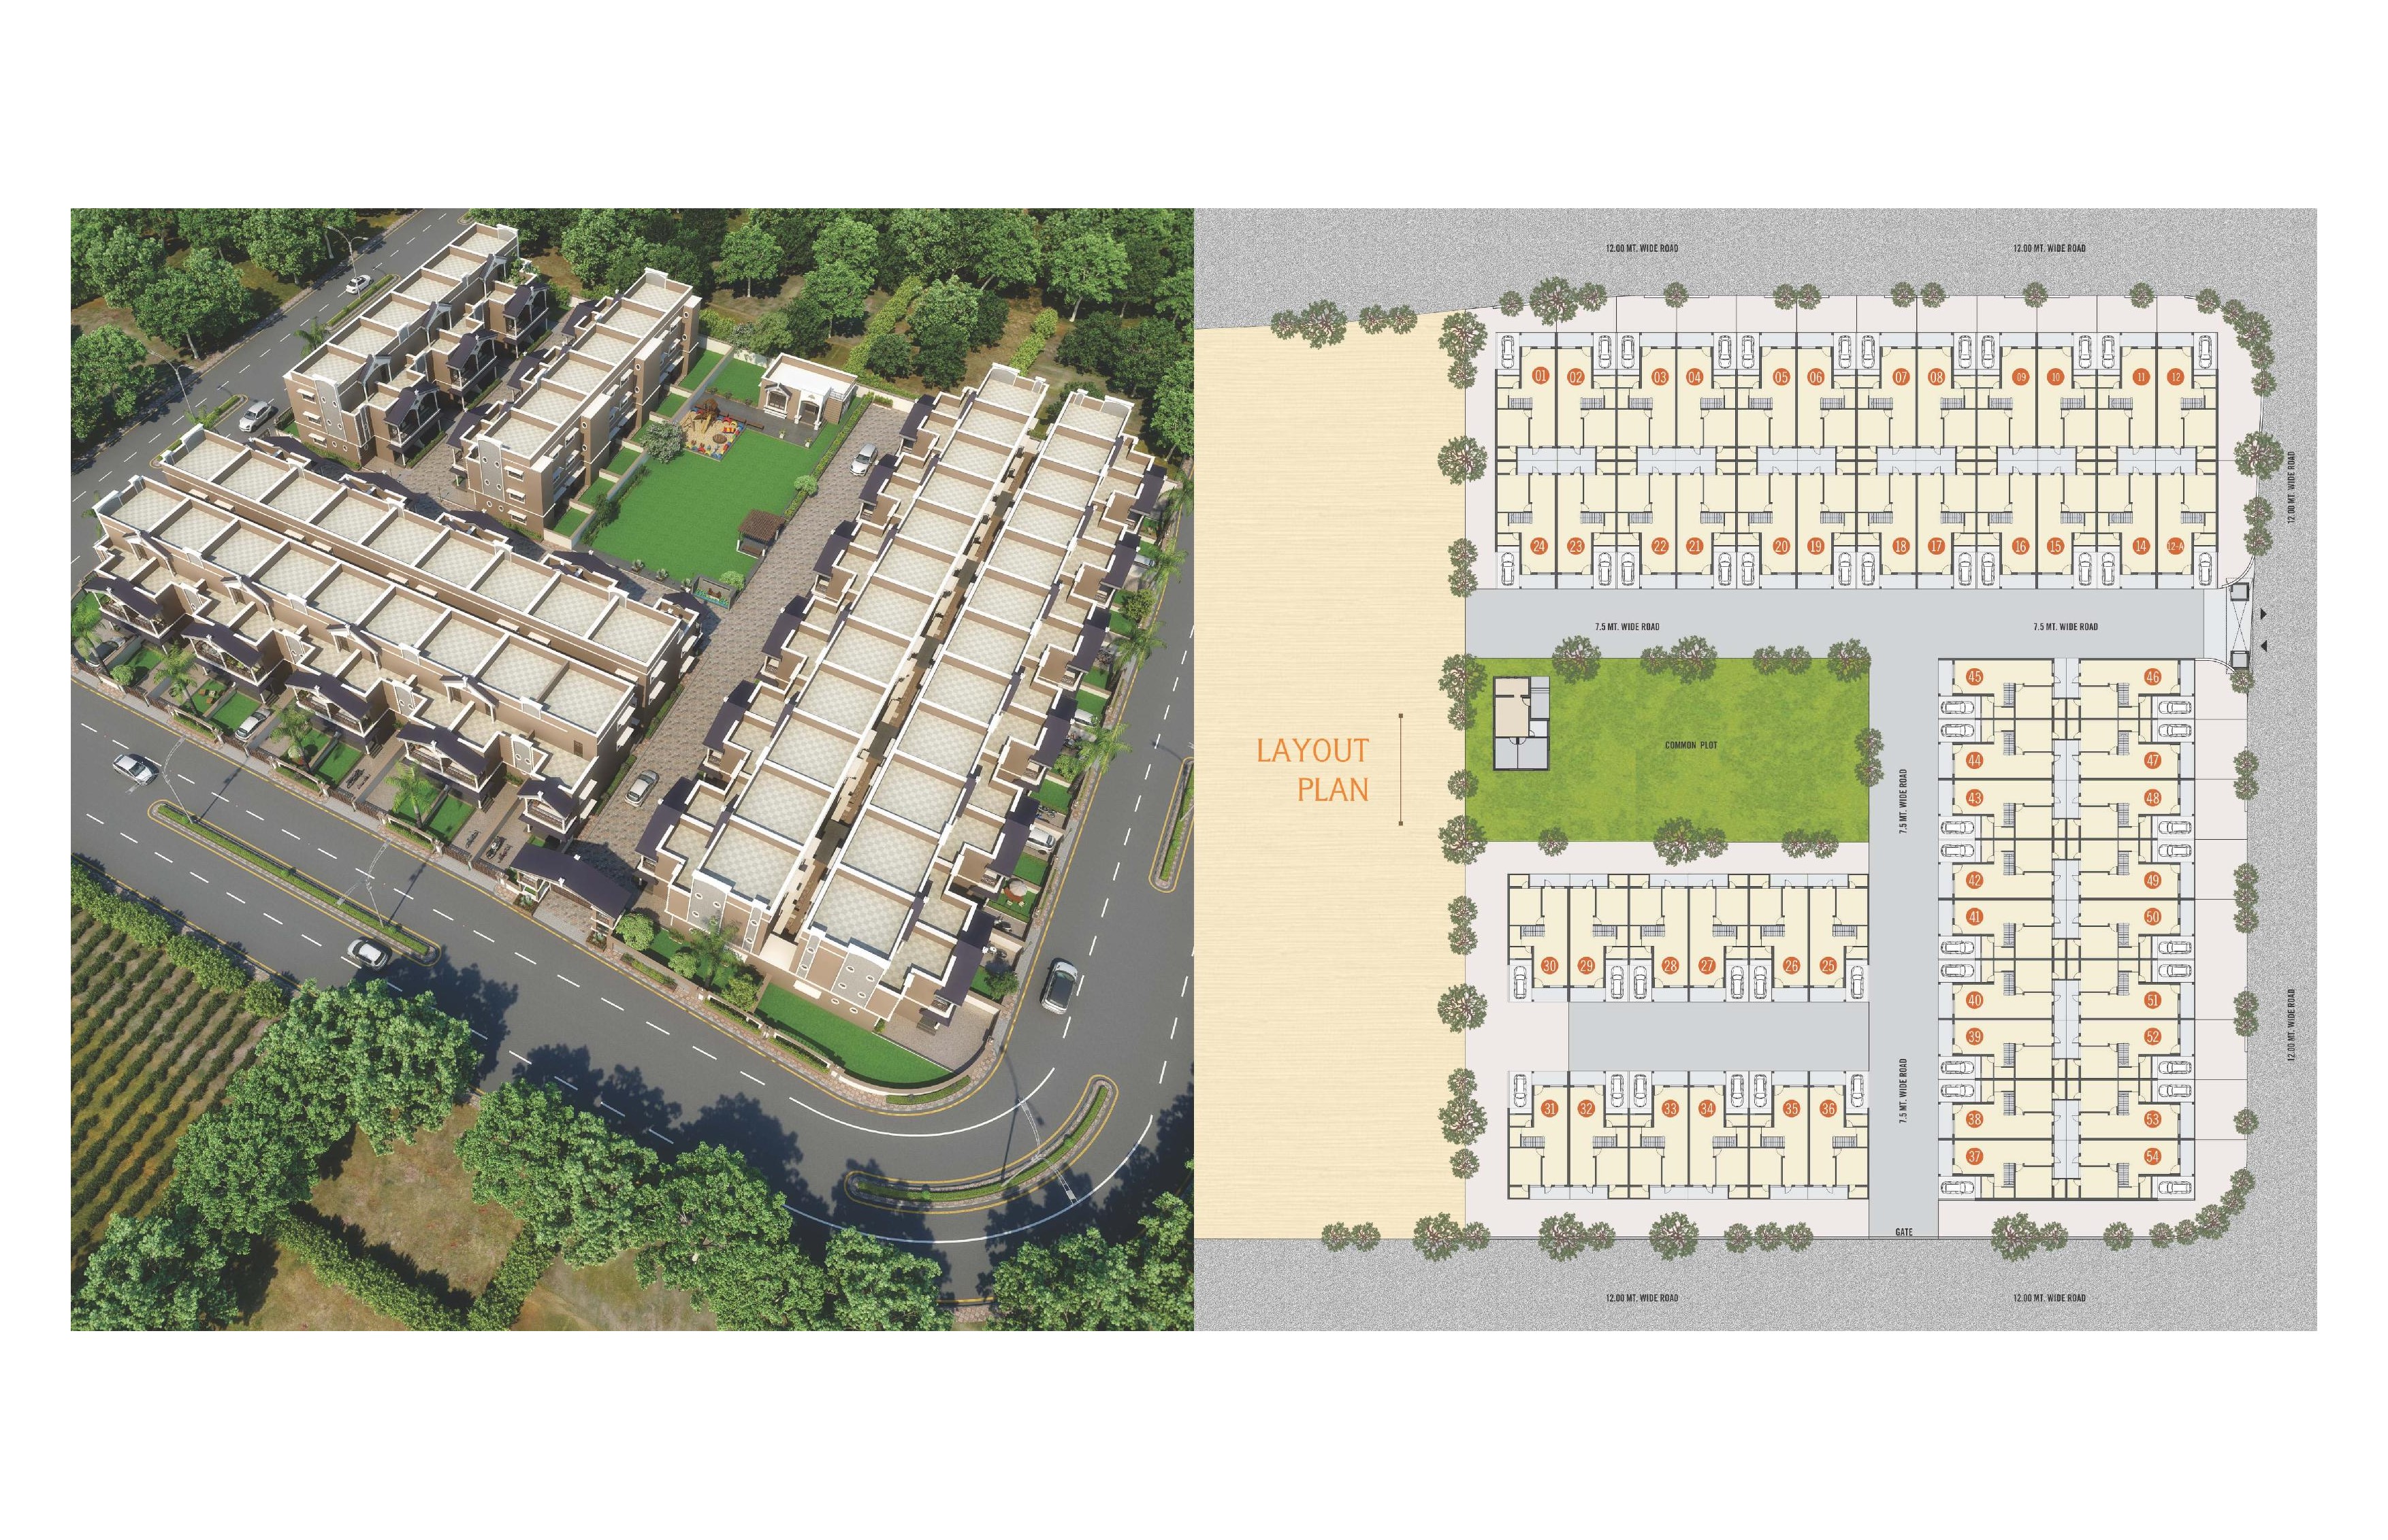 12.00 MT. WIDE ROAD
12.00 MT. WIDE ROAD
01 02 03 04 05 06 07 08 09 10 11 12
12.00 MT. WIDE ROAD
24 23 22 21 20 19 18 17 16 15 14 12-A
7.5 MT. WIDE ROAD
7.5 MT. WIDE ROAD
LAYOUT
PLAN
COMMON PLOT
7.5 MT. WIDE ROAD
45 46
44 47
43 48
42 49
41 50
40 51
39 52
38 53
37 54
30 29 28 27 26 25
12.00 MT. WIDE ROAD
7.5 MT. WIDE ROAD
31 32 33 34 35 36
GATE
12.00 MT. WIDE ROAD
12.00 MT. WIDE ROAD